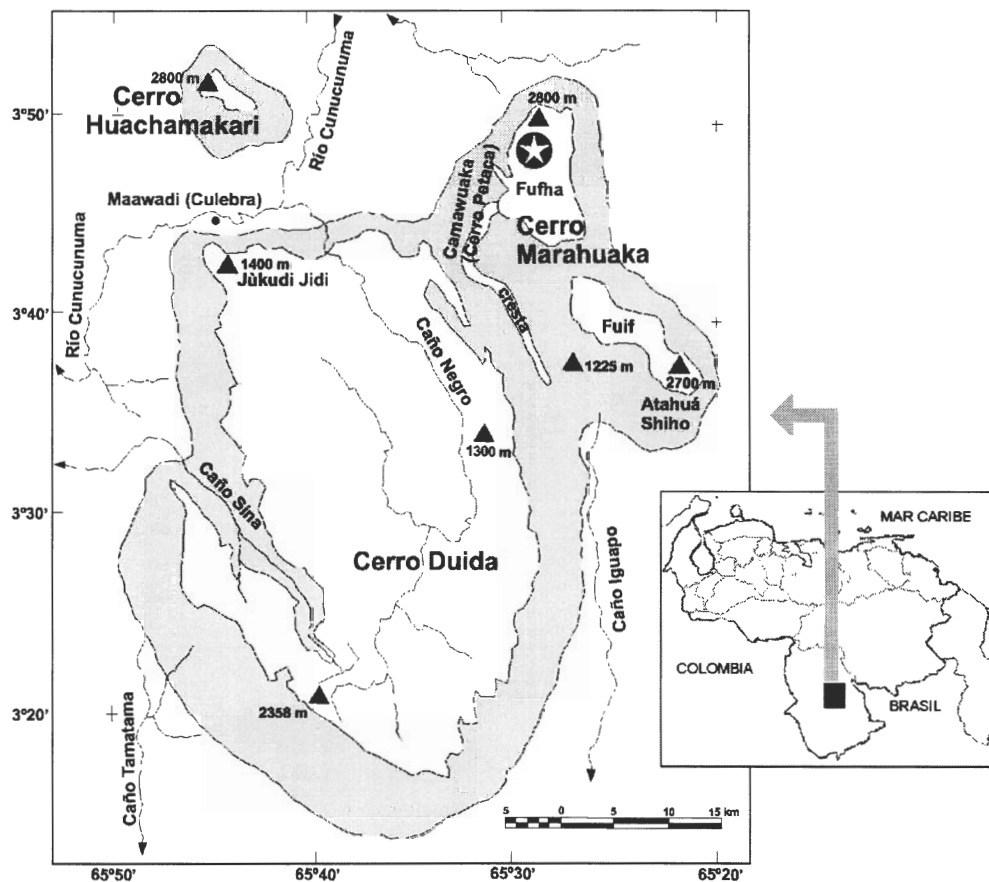 2800 m
Cerro
Huachamakari
Río Cunucunuma
2800 m
Fufha
Camawuaka
(Cerro Petaca)
Cerro
Marahuaka
Maawadi (Culebra)
1400 m
Jùkudi Jidi
Río Cunucunuma
cresta
Fuif
Caño Negro
1225 m
2700 m
Atahuá
Shiho
1300 m
Caño Sina
Cerro Duida
Caño Iguapo
2358 m
Caño Tamatama
3°50'
3°40'
3°30'
3°20'
65°50'
65°40'
65°30'
65°20'
5 0 5 10 15 km
MAR CARIBE
COLOMBIA
BRASIL